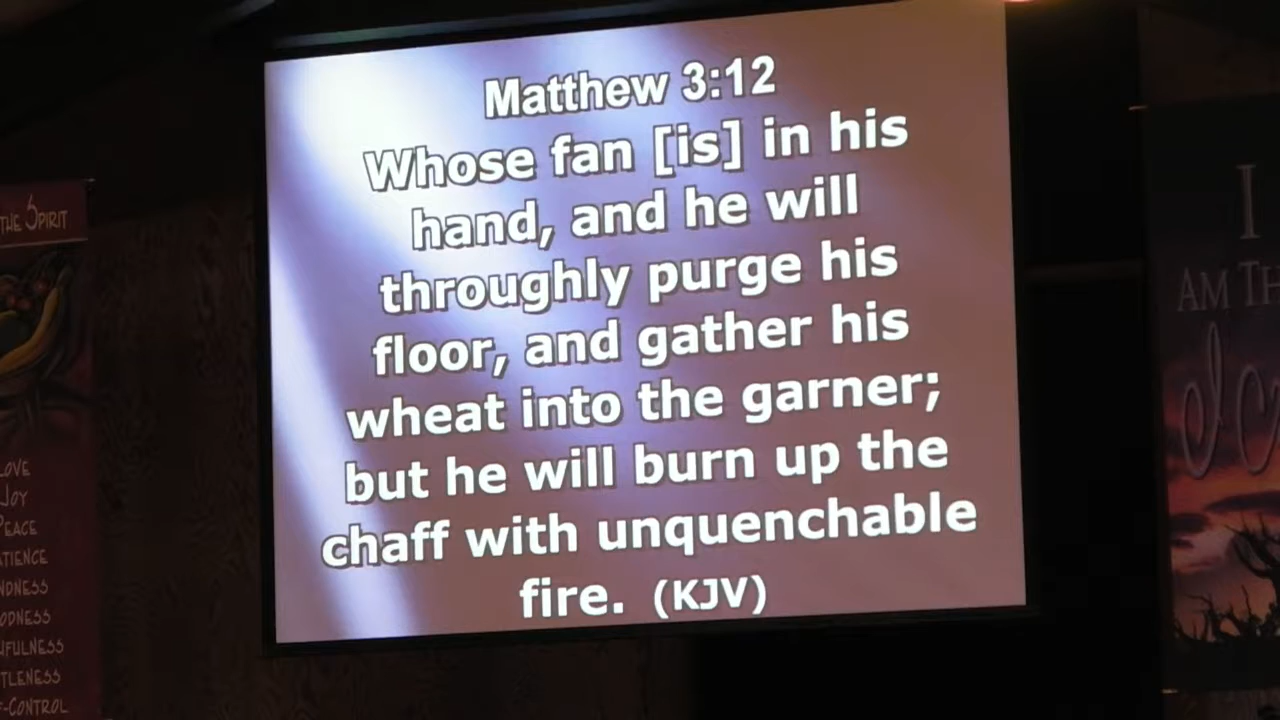 THE SPIRIT
LOVE
JOY
PEACE
Matthew 3:12
Whose fan [is] in his
hand, and he will
throughly purge his
floor, and gather his
wheat into the garner;
but he will burn up the
chaff with unquenchable
fire. (KJV)
I
AM